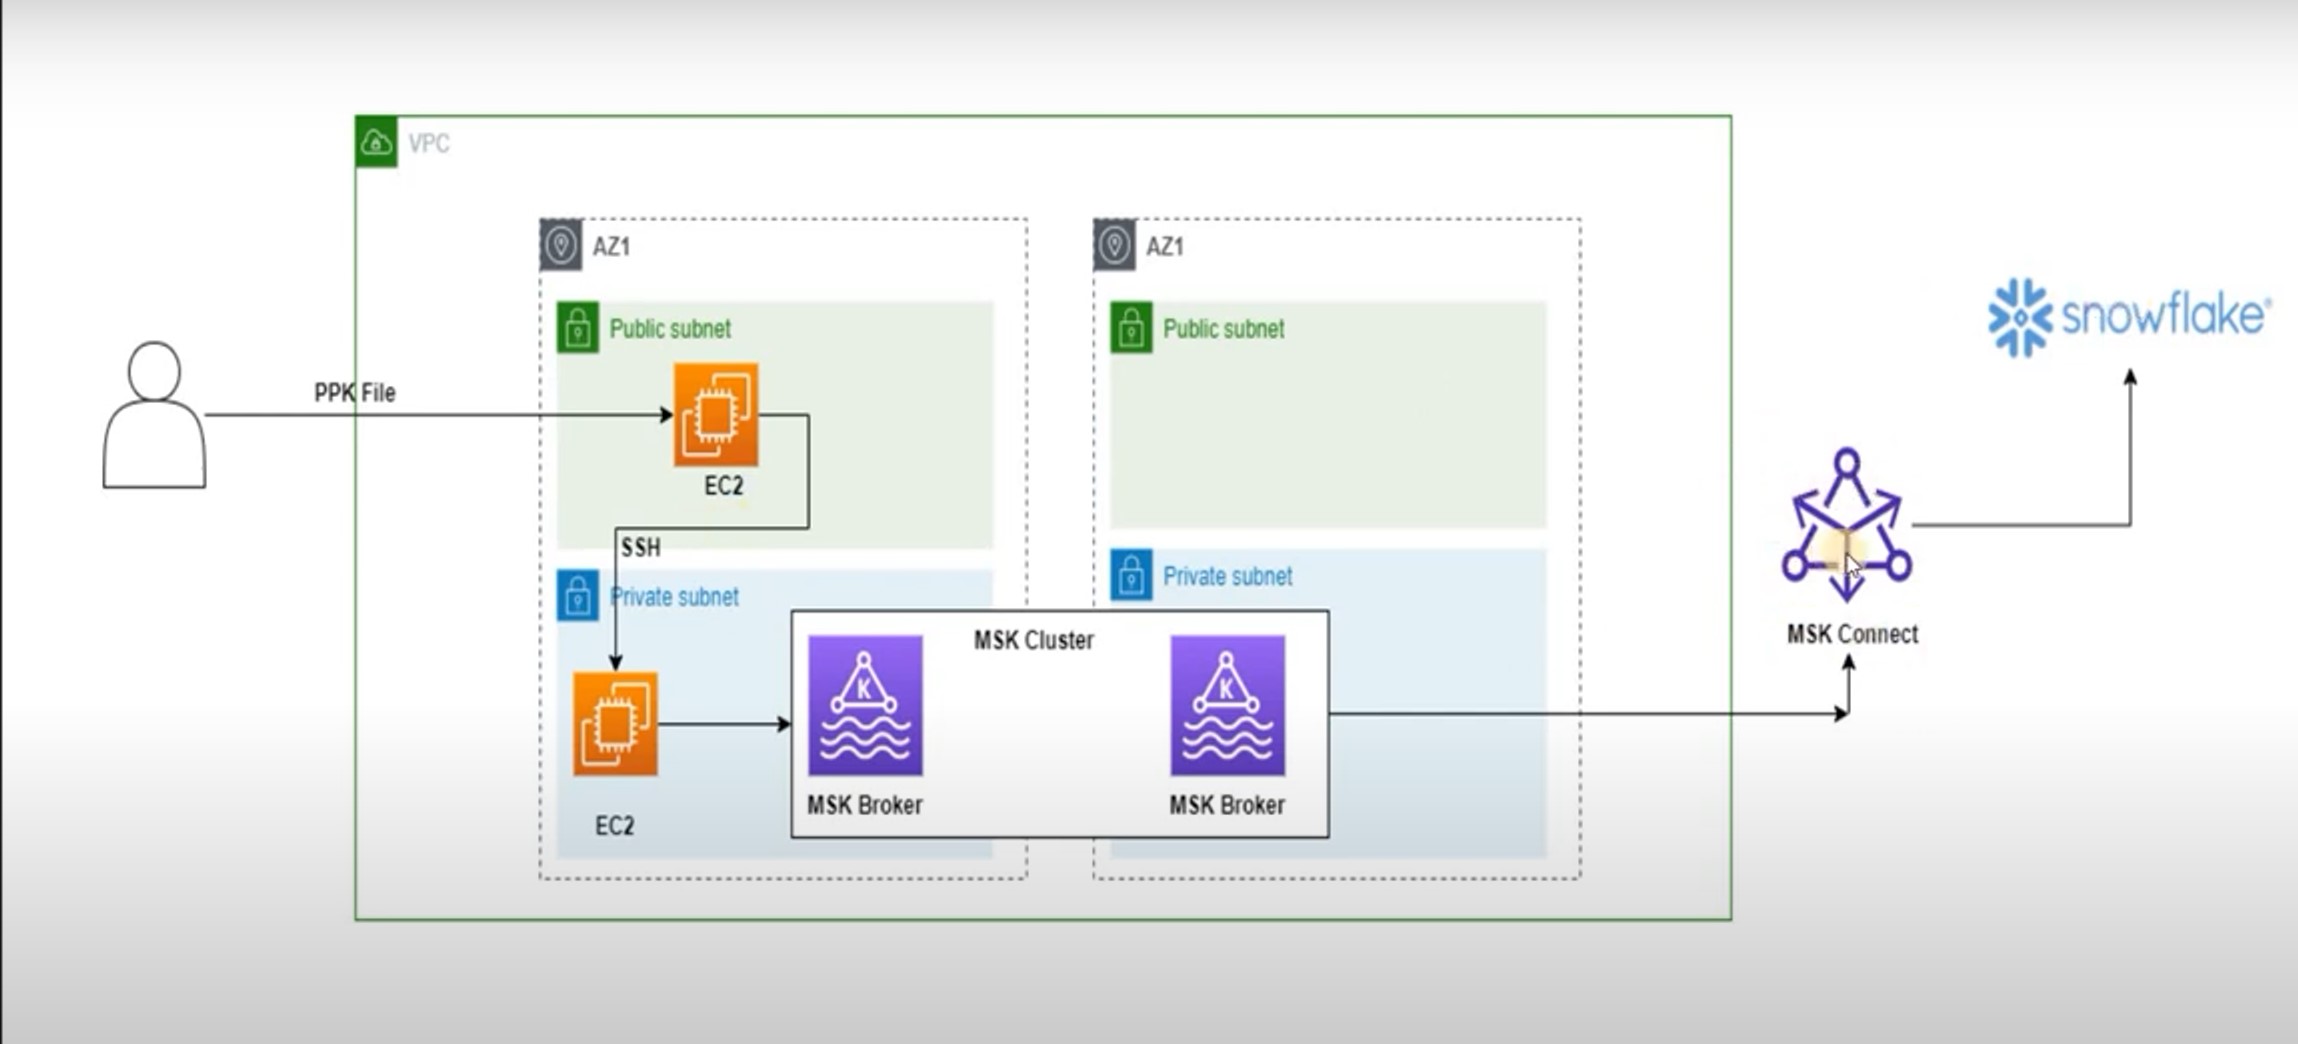 VPC
AZ1
AZ1
Public subnet
Public subnet
PPK File
EC2
SSH
Private subnet
Private subnet
MSK Cluster
K
K
MSK Broker
MSK Broker
EC2
snowflake®
MSK Connect